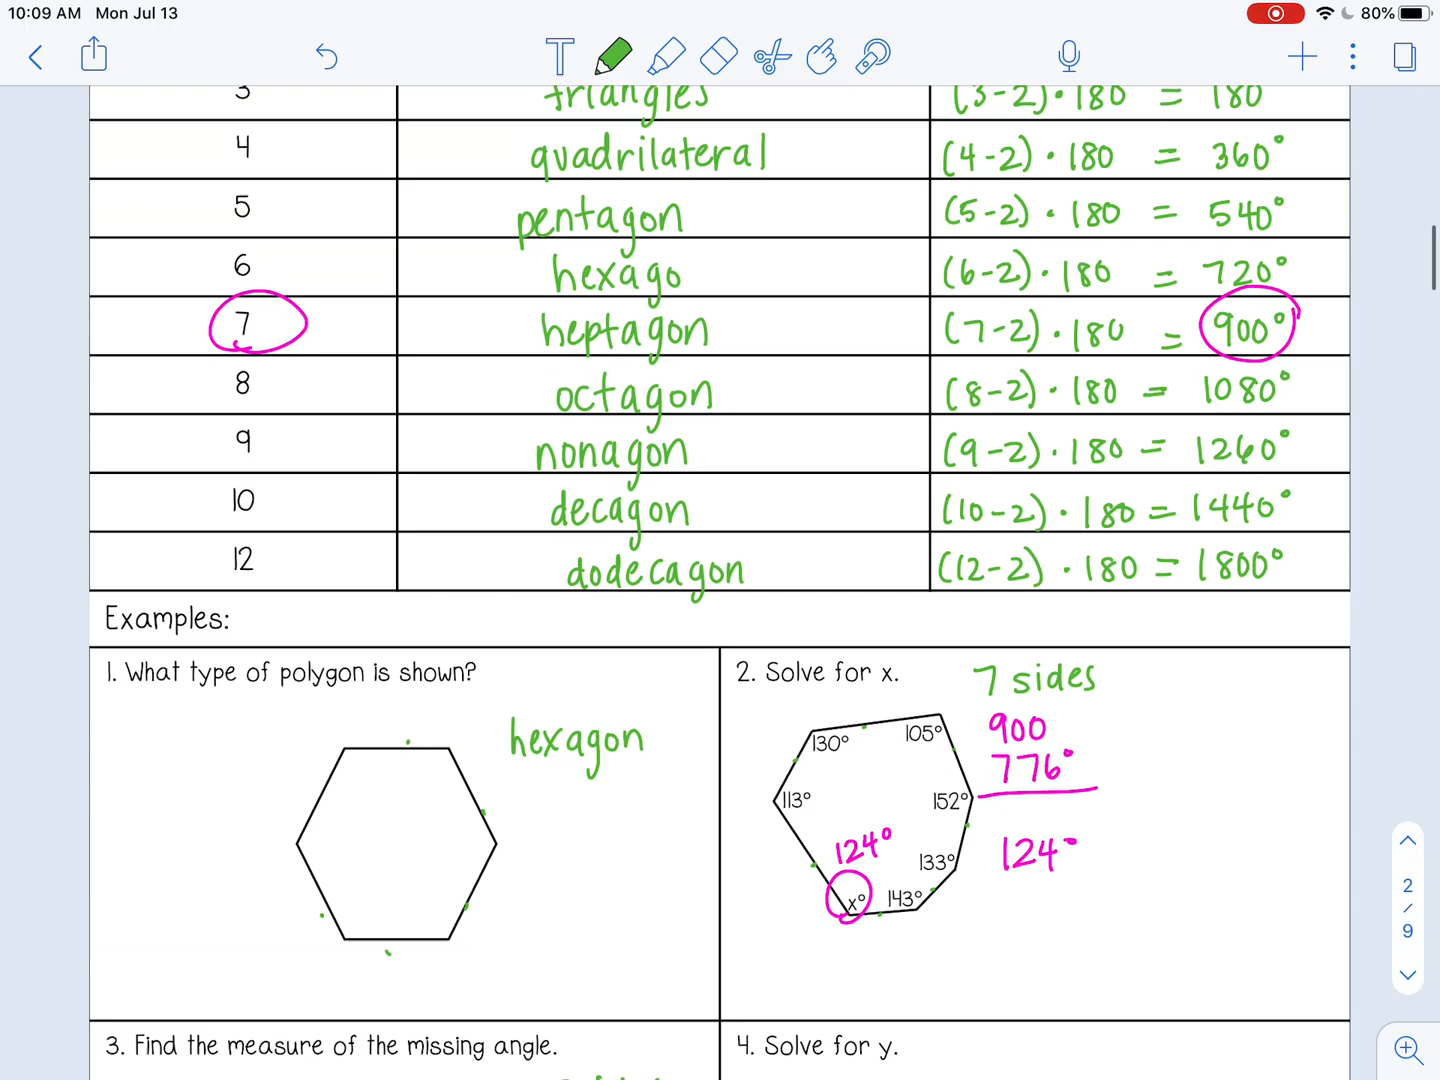 10:09 AM Mon Jul 13 80%
3 triangles (3-2)·180 = 180
4 quadrilateral (4-2)·180 = 360°
5 pentagon (5-2)·180 = 540°
6 hexago (6-2)·180 = 720°
7 heptagon (7-2)·180 = 900°
8 octagon (8-2)·180 = 1080°
9 nonagon (9-2)·180 = 1260°
10 decagon (10-2)·180 = 1440°
12 dodecagon (12-2)·180 = 1800°
Examples:
1. What type of polygon is shown?
hexagon
2. Solve for x. 7 sides
900
776°
124°
130° 105°
113° 152°
124° 133°
x° 143°
2
/
9
3. Find the measure of the missing angle.
4. Solve for y.